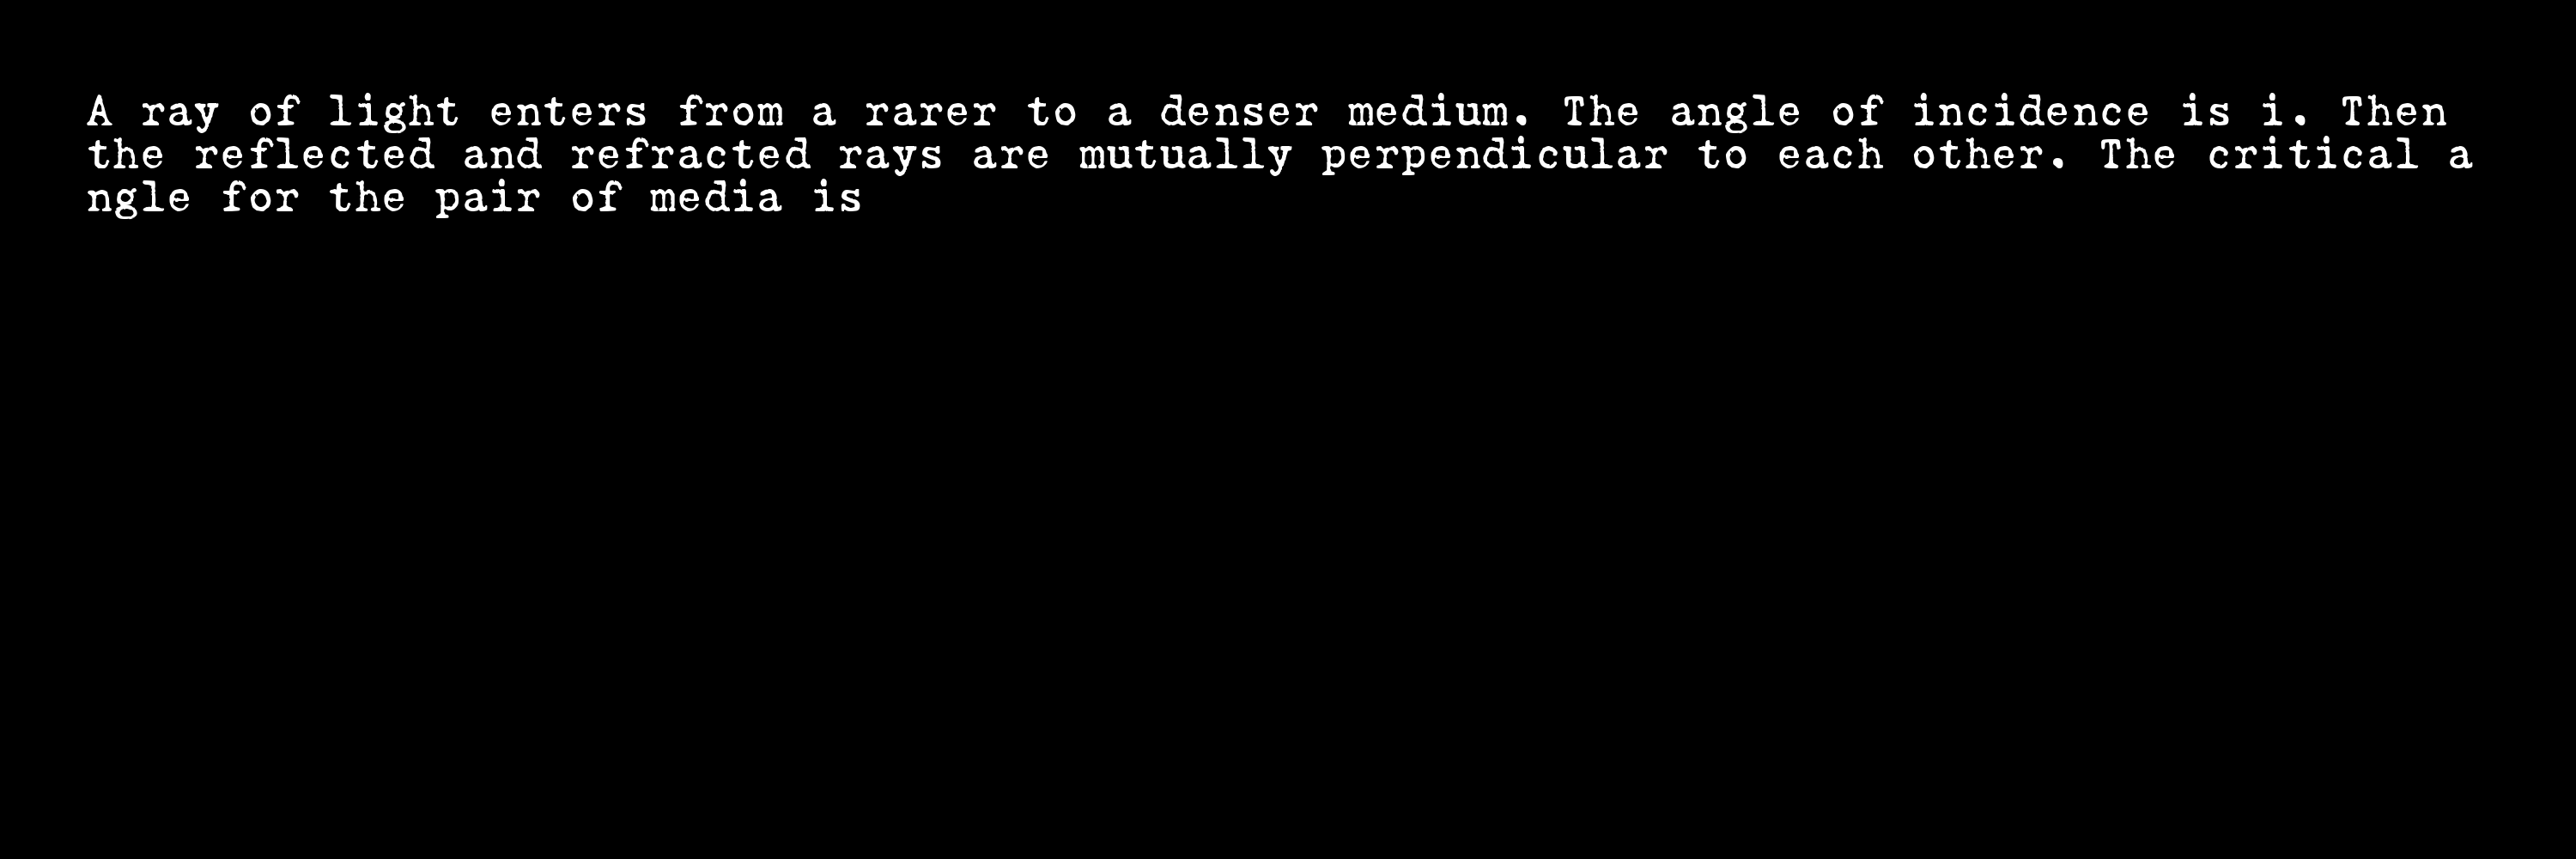 A ray of light enters from a rarer to a denser medium. The angle of incidence is i. Then
the reflected and refracted rays are mutually perpendicular to each other. The critical a
ngle for the pair of media is